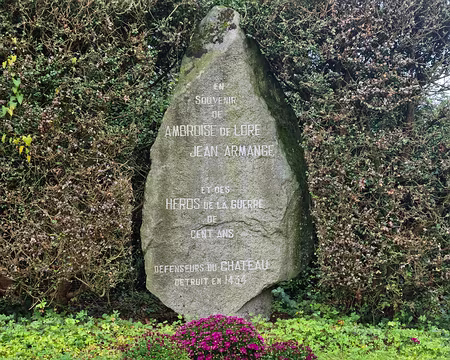 EN
SOUVENIR
DE
AMBROISE DE LORÉ
JEAN ARMANGE
ET DES
HEROS DE LA GUERRE
DE
CENT ANS
DEFENSEURS DU CHATEAU
DETRUIT EN 1434